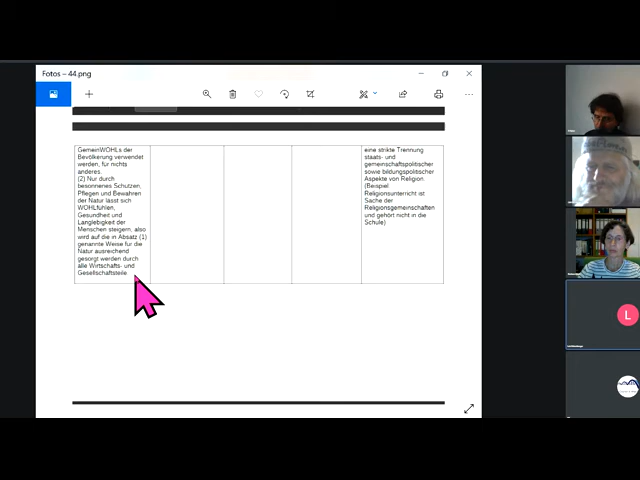 Fotos – 44.png
GemeinWOHLs der
Bevölkerung verwendet
werden, für nichts
anderes.
(2) Nur durch
besonnenes Schutzen,
Pflegen und Bewahren
der Natur lässt sich
WOHLfühlen,
Gesundheit und
Langlebigkeit der
Menschen steigern, also
wird auf die in Absatz (1)
genannte Weise für die
Natur ausreichend
gesorgt werden durch
alle Wirtschafts- und
Gesellschaftsteile
eine strikte Trennung
staats- und
gemeinschaftspolitischer
sowie bildungspolitischer
Aspekte von Religion
(Beispiel:
Religionsunterricht ist
Sache der
Religionsgemeinschaften
und gehört nicht in die
Schule)
L